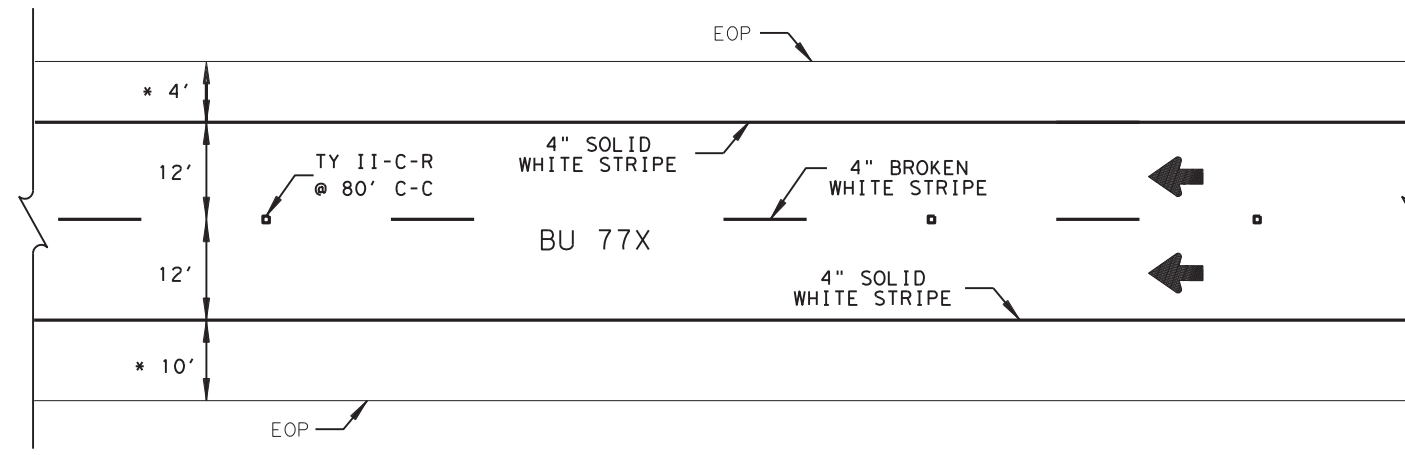 EOP
* 4'
4" SOLID
WHITE STRIPE
TY II-C-R
@ 80' C-C
12'
4" BROKEN
WHITE STRIPE
BU 77X
12'
4" SOLID
WHITE STRIPE
* 10'
EOP